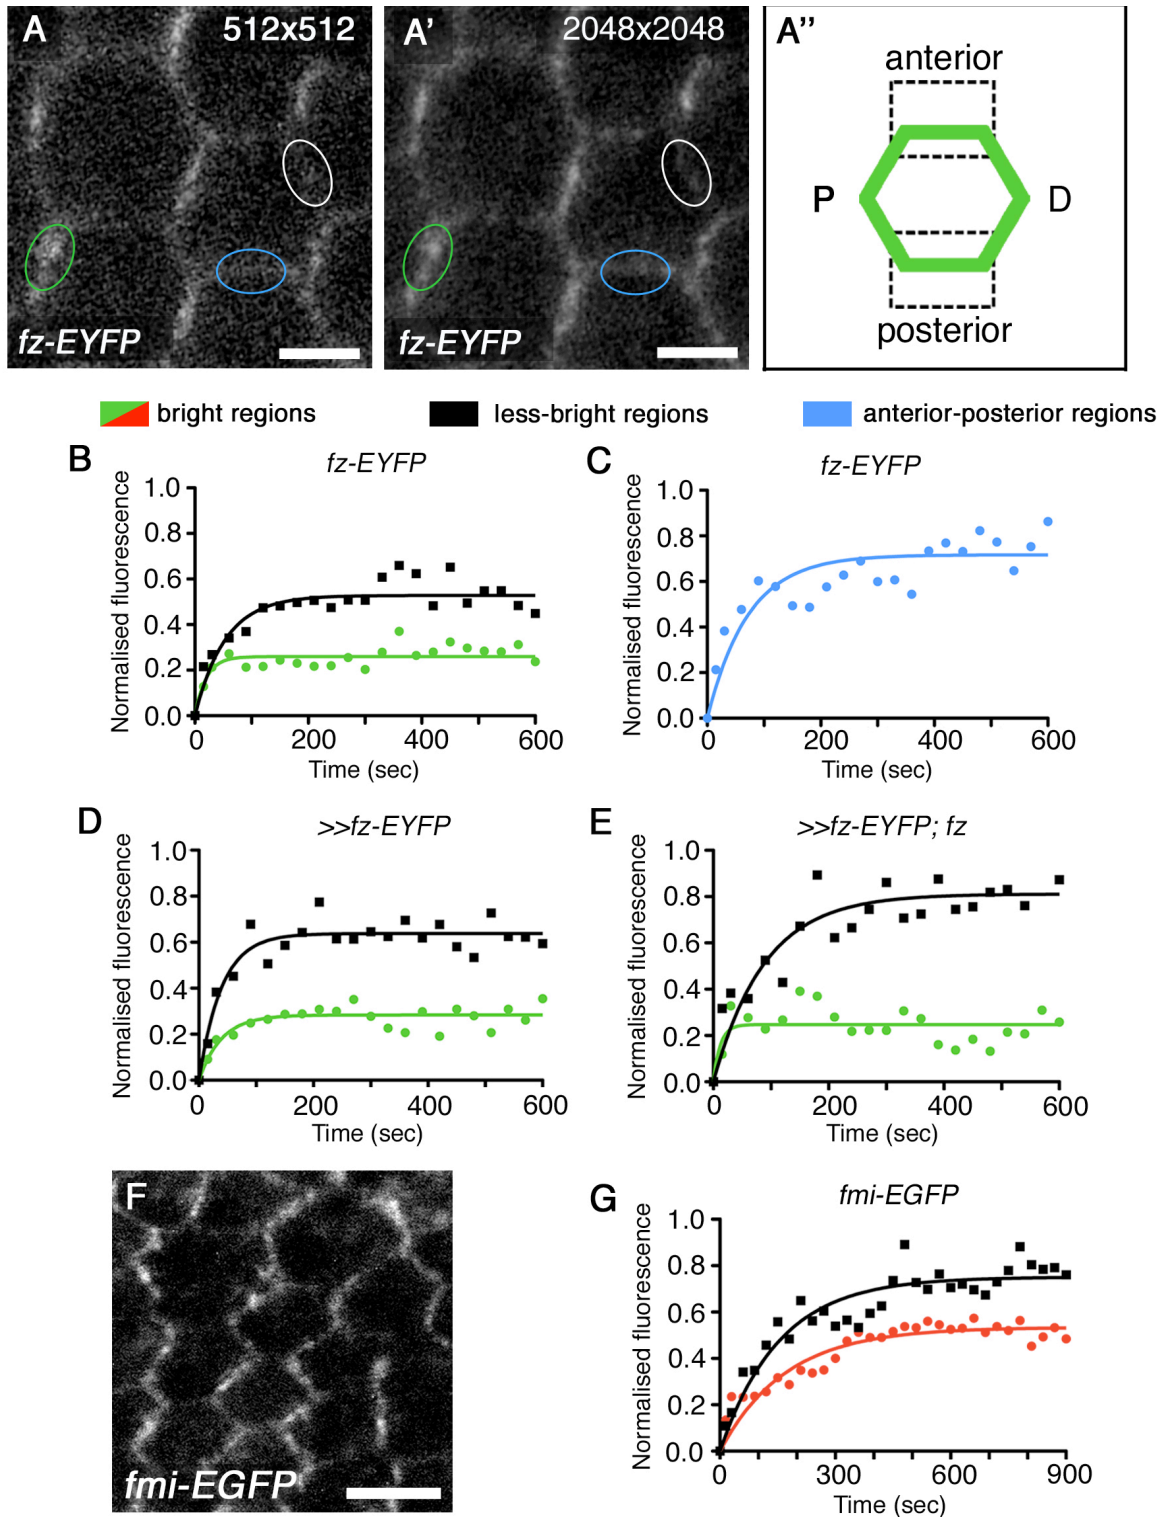 A 512x512
fz-EYFP
A' 2048x2048
fz-EYFP
A''
anterior
P D
posterior
bright regions less-bright regions anterior-posterior regions
B
fz-EYFP
Normalised fluorescence
1.0
0.8
0.6
0.4
0.2
0.0
0 200 400 600
Time (sec)
C
fz-EYFP
Normalised fluorescence
1.0
0.8
0.6
0.4
0.2
0.0
0 200 400 600
Time (sec)
D
>>fz-EYFP
Normalised fluorescence
1.0
0.8
0.6
0.4
0.2
0.0
0 200 400 600
Time (sec)
E
>>fz-EYFP; fz
Normalised fluorescence
1.0
0.8
0.6
0.4
0.2
0.0
0 200 400 600
Time (sec)
F
fmi-EGFP
G
fmi-EGFP
Normalised fluorescence
1.0
0.8
0.6
0.4
0.2
0.0
0 300 600 900
Time (sec)